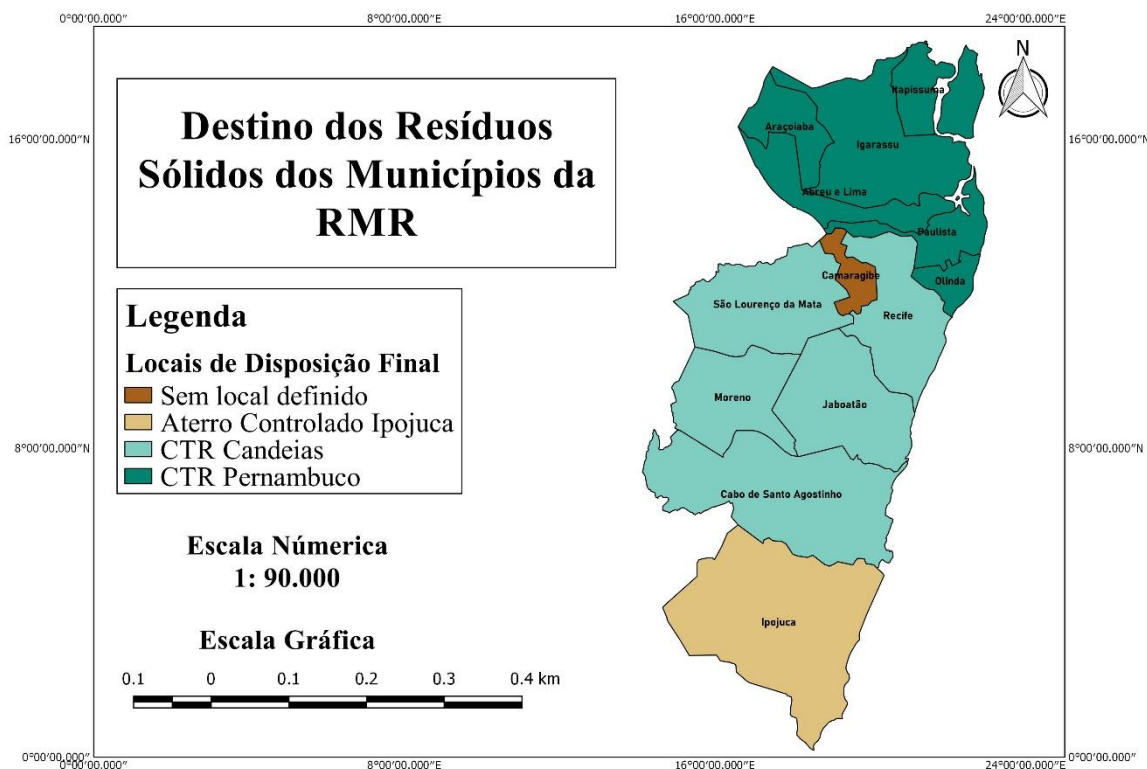 0°00'00.000"
8°00'00.000"E
16°00'00.000"E
24°00'00.000"E
N
Destino dos Resíduos
Sólidos dos Municípios da
RMR
16°00'00.000"N
16°00'00.000"N
Itapissuma
Araçoiaba
Igarassu
Abreu e Lima
Paulista
Camaragibe
Olinda
São Lourenço da Mata
Recife
Moreno
Jaboatão
Cabo de Santo Agostinho
Ipojuca
Legenda
Locais de Disposição Final
Sem local definido
Aterro Controlado Ipojuca
CTR Candeias
CTR Pernambuco
8°00'00.000"N
8°00'00.000"N
Escala Númerica
1: 90.000
Escala Gráfica
0.1 0 0.1 0.2 0.3 0.4 km
0°00'00.000"
0°00'00.000"
0°00'00.000"
8°00'00.000"E
16°00'00.000"E
24°00'00.000"E